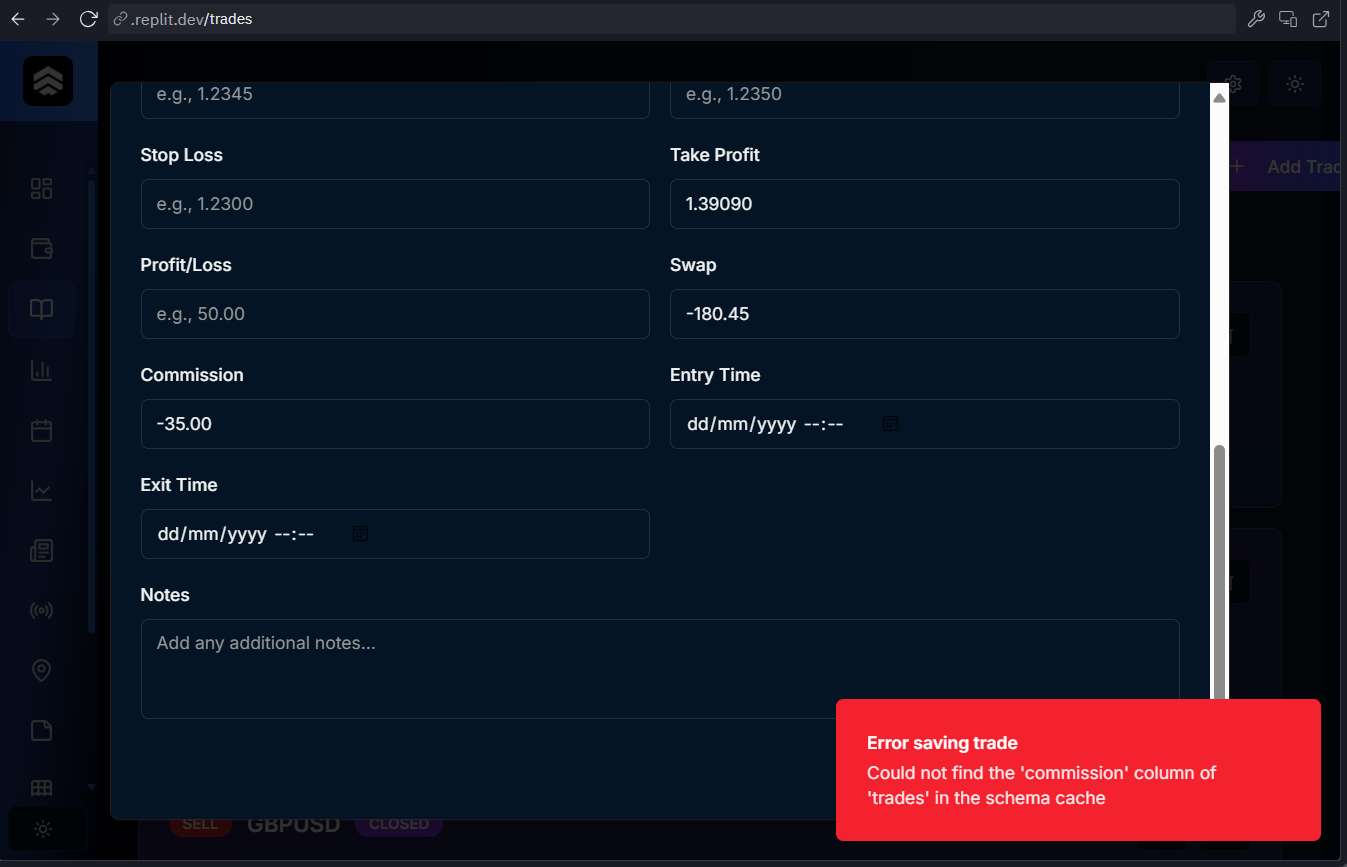 .replit.dev/trades
e.g., 1.2345
e.g., 1.2350
Add Trad
Stop Loss
Take Profit
e.g., 1.2300
1.39090
Profit/Loss
Swap
e.g., 50.00
-180.45
Commission
Entry Time
-35.00
dd/mm/yyyy --:--
Exit Time
dd/mm/yyyy --:--
Notes
Add any additional notes...
Error saving trade
Could not find the 'commission' column of
'trades' in the schema cache
SELL
GBPUSD
CLOSED